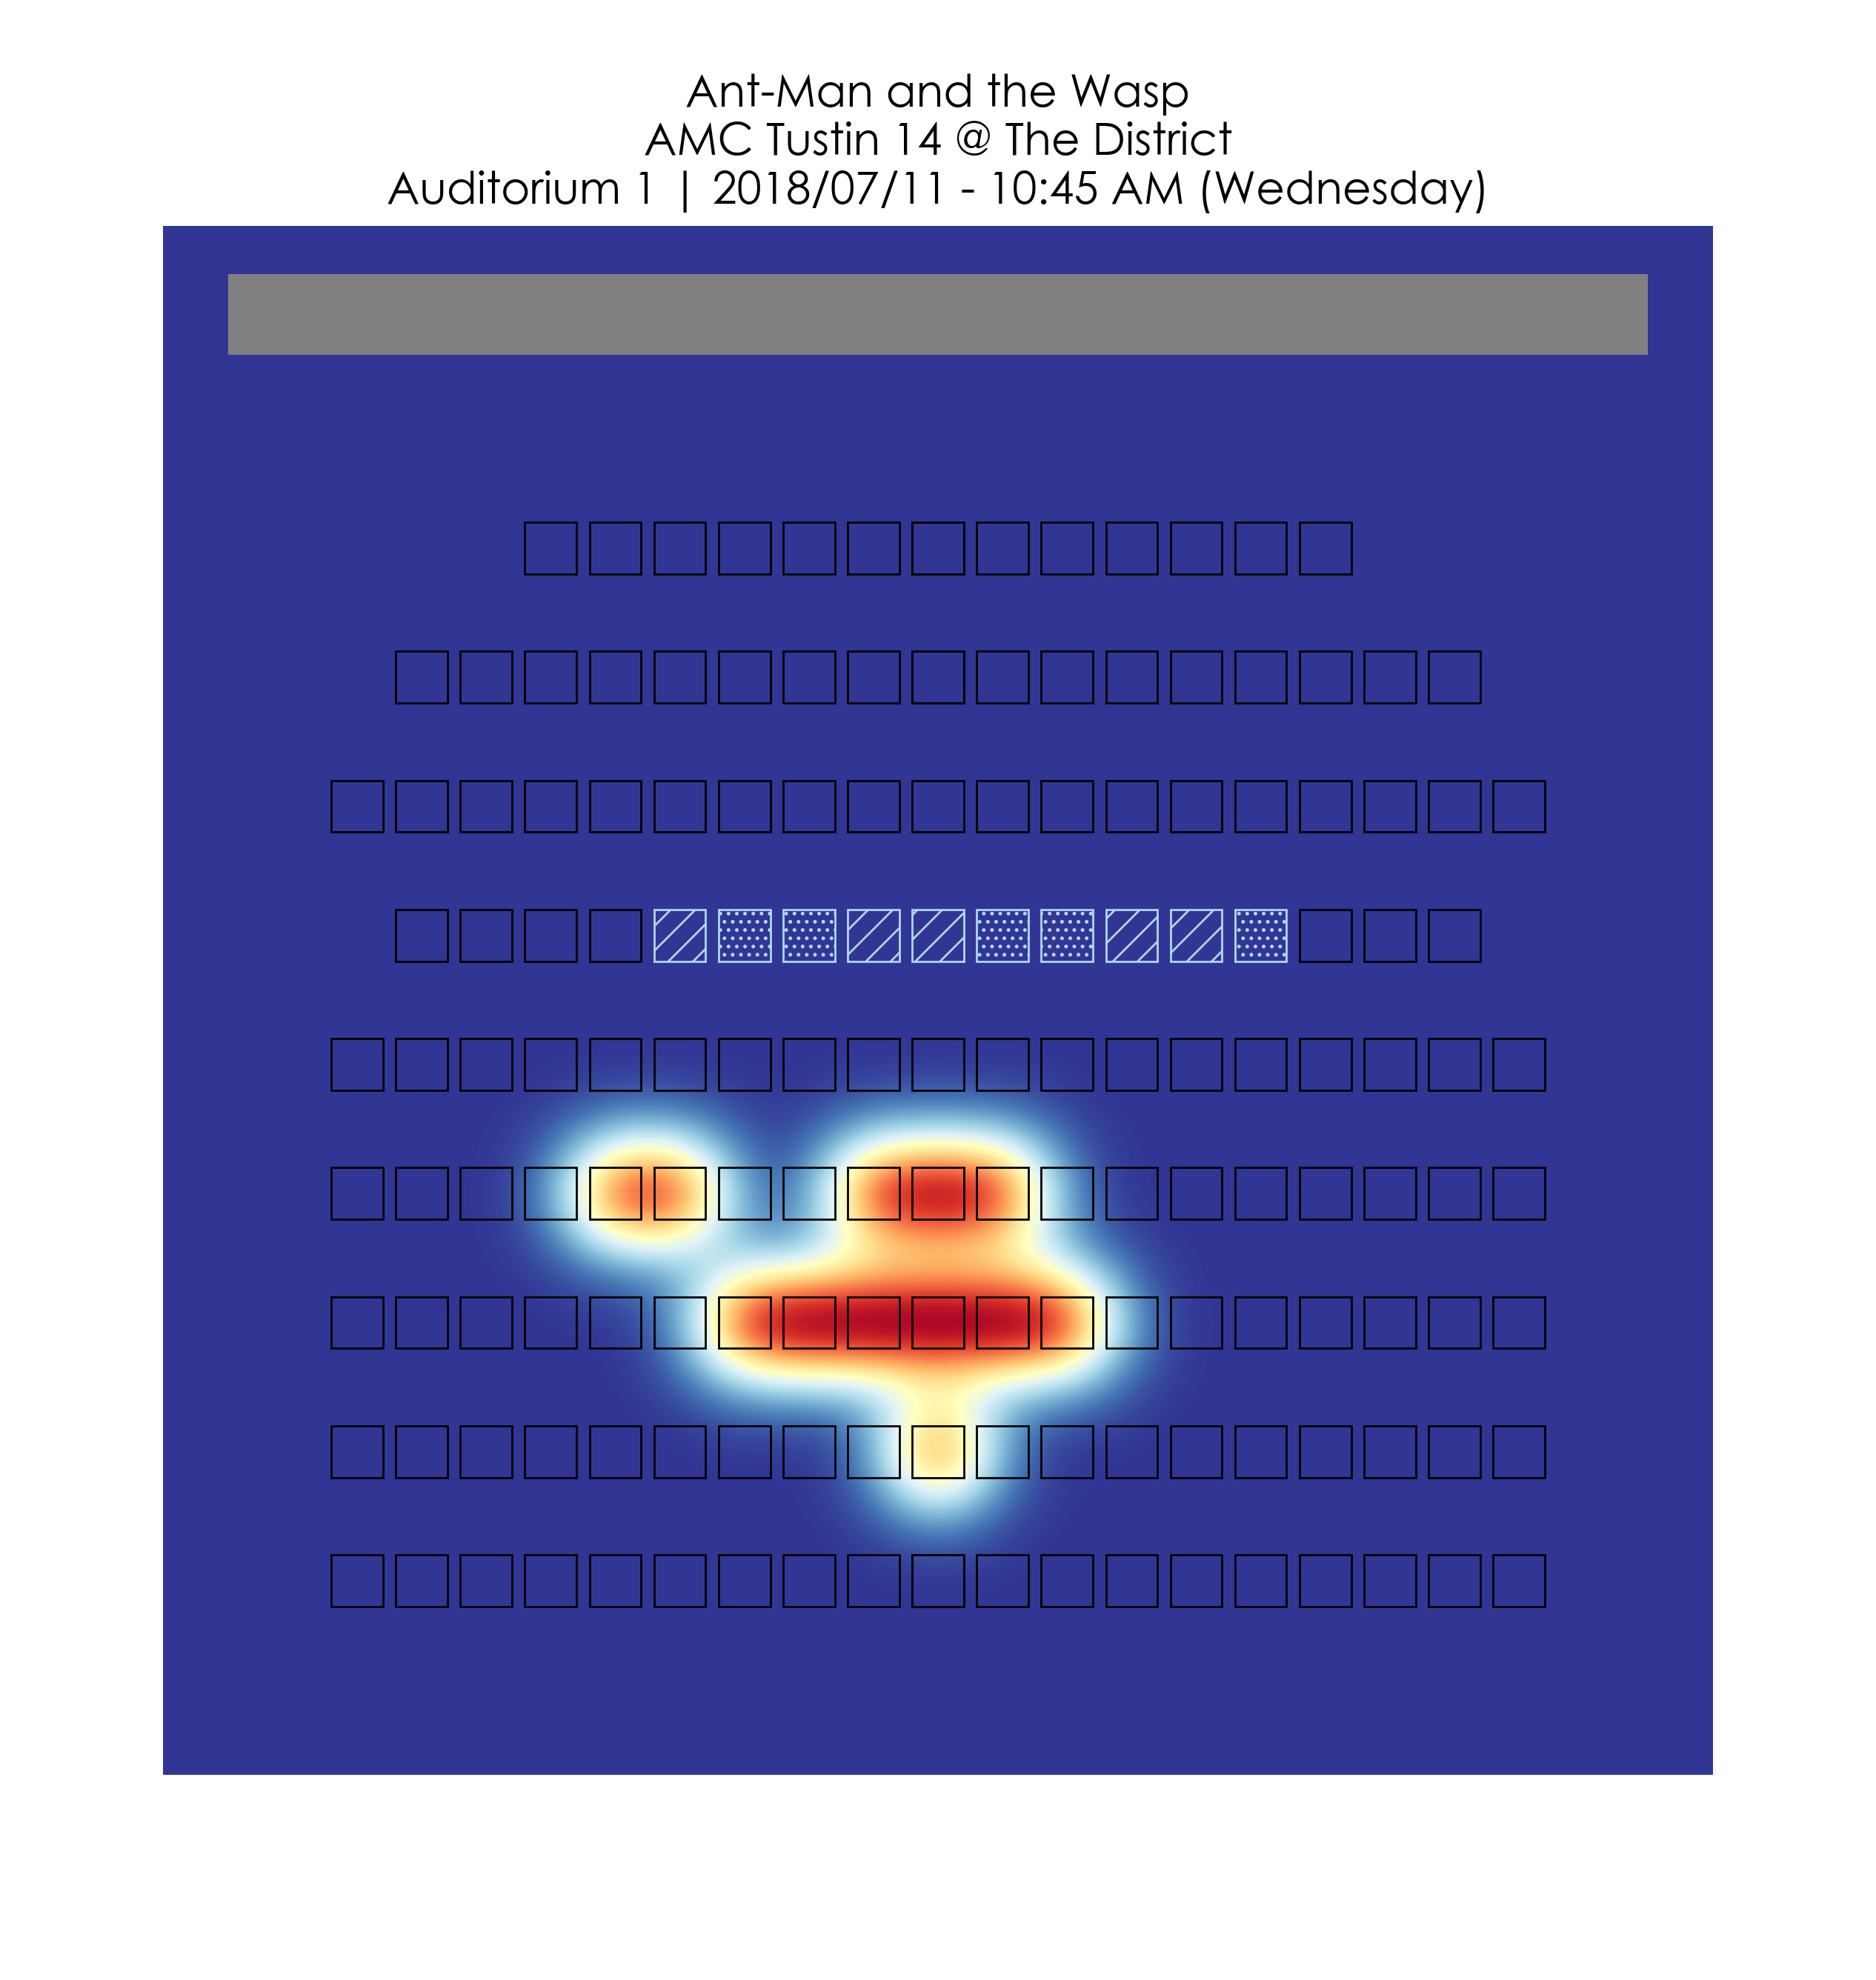 Ant-Man and the Wasp
AMC Tustin 14 @ The District
Auditorium 1 | 2018/07/11 - 10:45 AM (Wednesday)